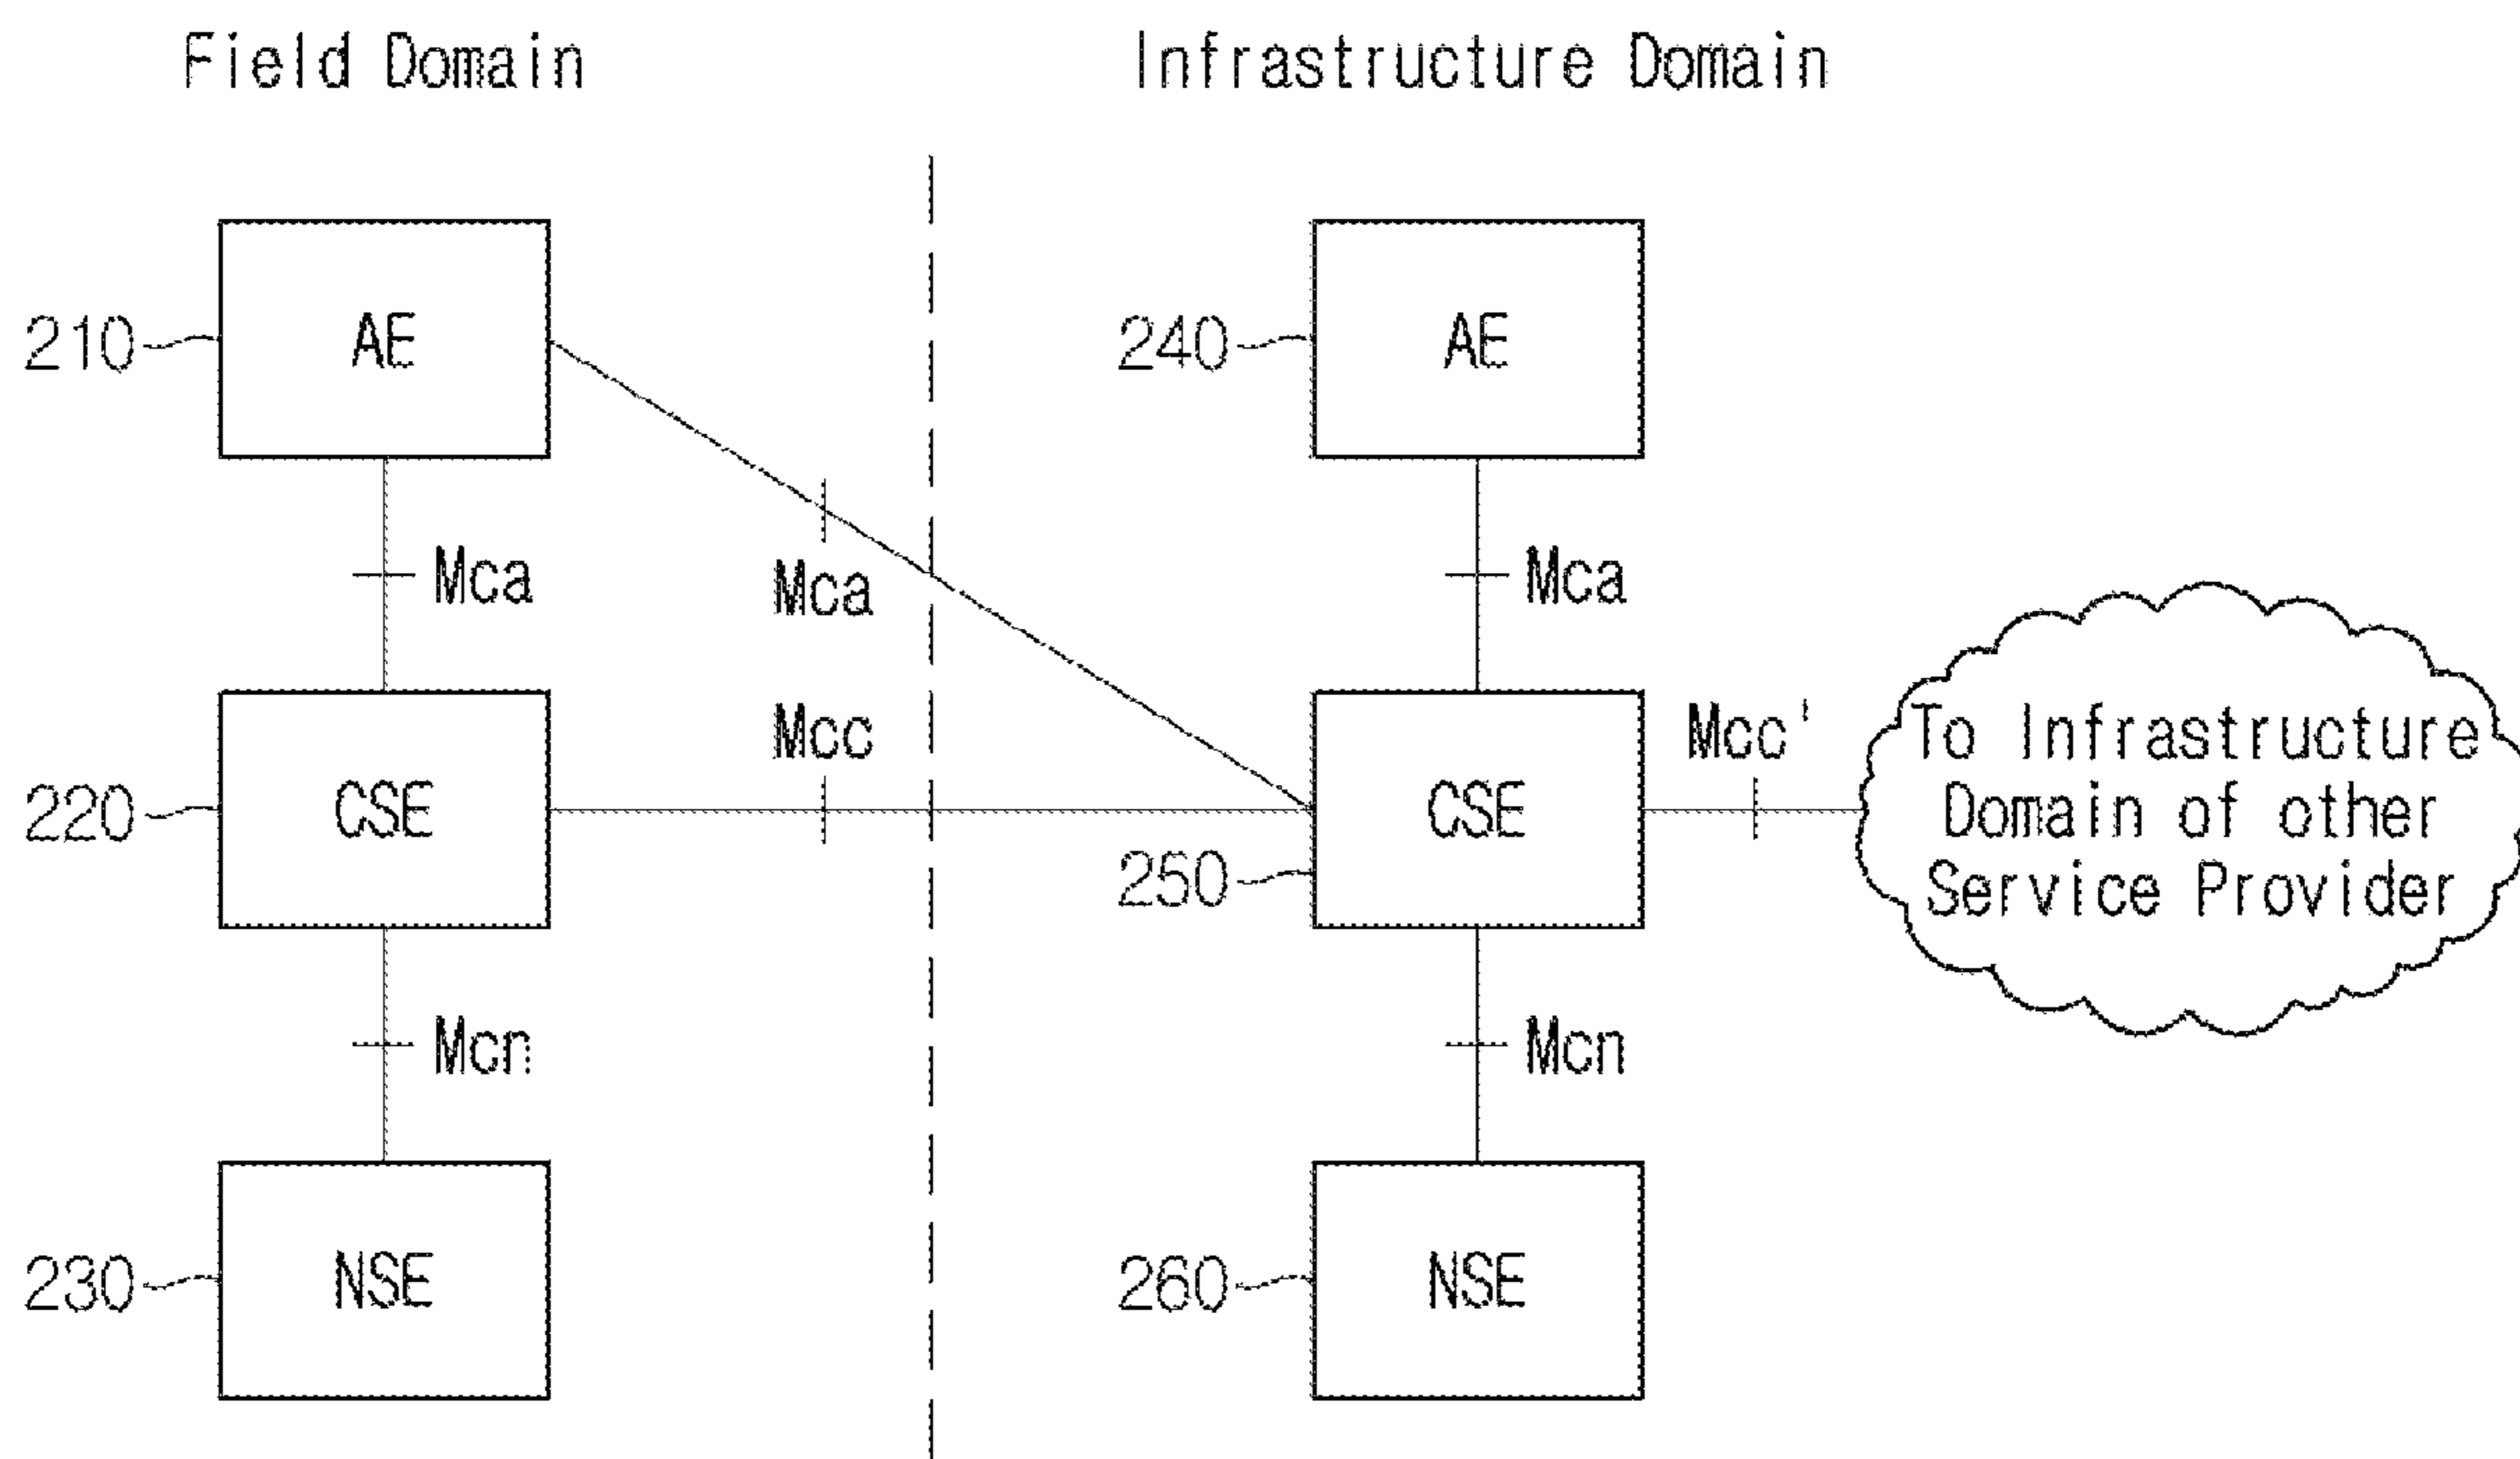 Field Domain
Infrastructure Domain
210
AE
240
AE
Mca
Mca
Mca
220
CSE
Mcc
250
CSE
Mcc'
To Infrastructure
Domain of other
Service Provider
Mcn
Mcn
230
NSE
260
NSE